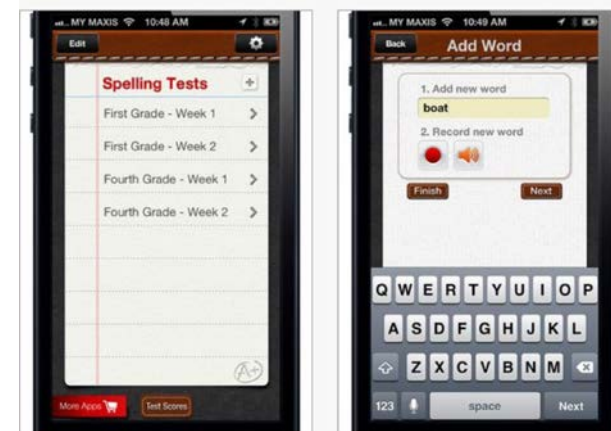 MY MAXIS 10:48 AM
Edit
Spelling Tests +
First Grade - Week 1
First Grade - Week 2
Fourth Grade - Week 1
Fourth Grade - Week 2
A+
More Apps
Test Scores
MY MAXIS 10:49 AM
Back
Add Word
1. Add new word
boat
2. Record new word
Finish
Next
Q W E R T Y U I O P
A S D F G H J K L
Z X C V B N M
123 space Next